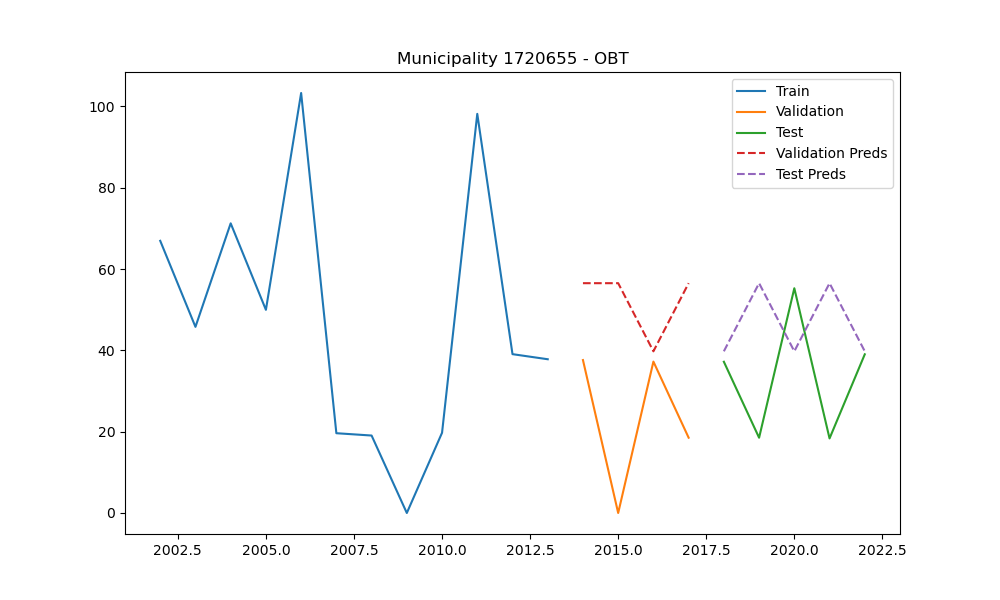 Municipality 1720655 - OBT
Train
Validation
Test
Validation Preds
Test Preds
100
80
60
40
20
0
2002.5 2005.0 2007.5 2010.0 2012.5 2015.0 2017.5 2020.0 2022.5